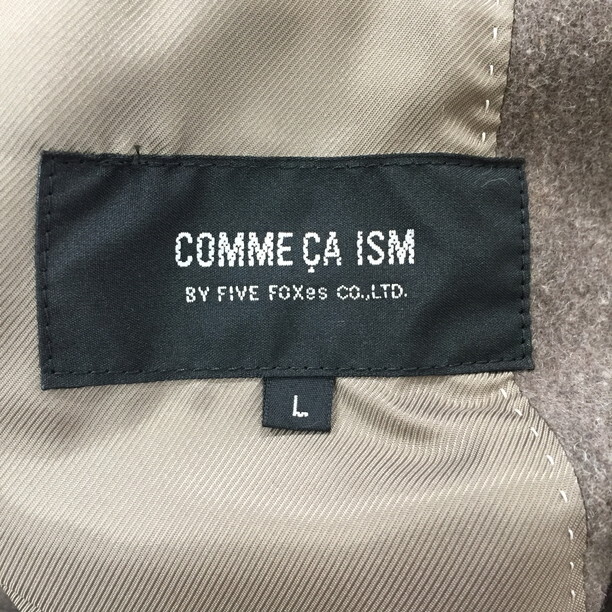 COMME ÇA ISM
BY FIVE FOXes CO.,LTD.
L